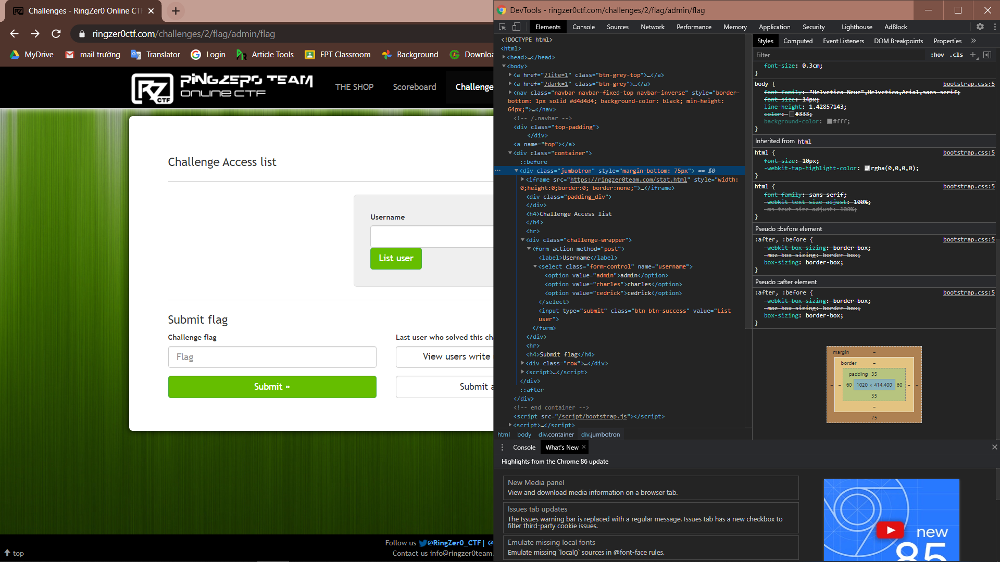 Challenges - RingZer0 Online CT
ringzer0ctf.com/challenges/2/flag/admin/flag
MyDrive
mail trường
Translator
Login
Article Tools
FPT Classroom
Background
Downloa
RZ CTF
RINGZER0 TEAM
ONLINE CTF
THE SHOP
Scoreboard
Challenge
Challenge Access list
Username
List user
Submit flag
Challenge flag
Flag
Submit »
Last user who solved this ch
View users write
Submit a
Follow us @RingZer0_CTF | @
Contact us info@ringzer0team.
top
DevTools - ringzer0ctf.com/challenges/2/flag/admin/flag
Elements
Console
Sources
Network
Performance
Memory
Application
Security
Lighthouse
AdBlock
<!DOCTYPE html>
<html>
<head>…</head>
<body>
<a href="?lite=1" class="btn-grey-top">…</a>
<a href="?dark=1" class="btn-grey">…</a>
<nav class="navbar navbar-fixed-top navbar-inverse" style="border-
bottom: 1px solid #d4d4d4; background-color: black; min-height:
64px;">…</nav>
<!-- /.navbar -->
<div class="top-padding">
</div>
<a name="top"></a>
<div class="container">
::before
… <div class="jumbotron" style="margin-bottom: 75px"> == $0
<iframe src="https://ringzer0team.com/stat.html" style="width:
0;height:0;border:0; border:none;">…</iframe>
<div class="padding_div">
</div>
<h4>Challenge Access list
</h4>
<hr>
<div class="challenge-wrapper">
<form action method="post">
<label>Username</label>
<select class="form-control" name="username">
<option value="admin">admin</option>
<option value="charles">charles</option>
<option value="cedrick">cedrick</option>
</select>
<input type="submit" class="btn btn-success" value="List
user">
</form>
</div>
<hr>
<h4>Submit flag</h4>
<div class="row">…</div>
<script>…</script>
</div>
::after
</div>
<!-- end container -->
<script src="/script/bootstrap.js"></script>
<script>…</script>
html body div.container div.jumbotron
Styles
Computed
Event Listeners
DOM Breakpoints
Properties
»
Filter
:hov .cls +
font-size: 0.3cm;
}
body { bootstrap.css:5
font-family: "Helvetica Neue",Helvetica,Arial,sans-serif;
font-size: 14px;
line-height: 1.42857143;
color: #333;
background-color: #fff;
}
Inherited from html
html { bootstrap.css:5
font-size: 10px;
-webkit-tap-highlight-color: rgba(0,0,0,0);
}
html { bootstrap.css:5
font-family: sans-serif;
-webkit-text-size-adjust: 100%;
-ms-text-size-adjust: 100%;
}
Pseudo ::before element
:after, :before { bootstrap.css:5
-webkit-box-sizing: border-box;
-moz-box-sizing: border-box;
box-sizing: border-box;
}
Pseudo ::after element
:after, :before { bootstrap.css:5
-webkit-box-sizing: border-box;
-moz-box-sizing: border-box;
box-sizing: border-box;
}
margin -
border -
padding 35
- - 60 1020 × 414.400 60 - -
35
-
75
Console
What's New
Highlights from the Chrome 86 update
New Media panel
View and download media information on a browser tab.
Issues tab updates
The Issues warning bar is replaced with a regular message. Issues tab has a new checkbox to
filter third-party cookie issues.
Emulate missing local fonts
Emulate missing `local()` sources in @font-face rules.
new
85